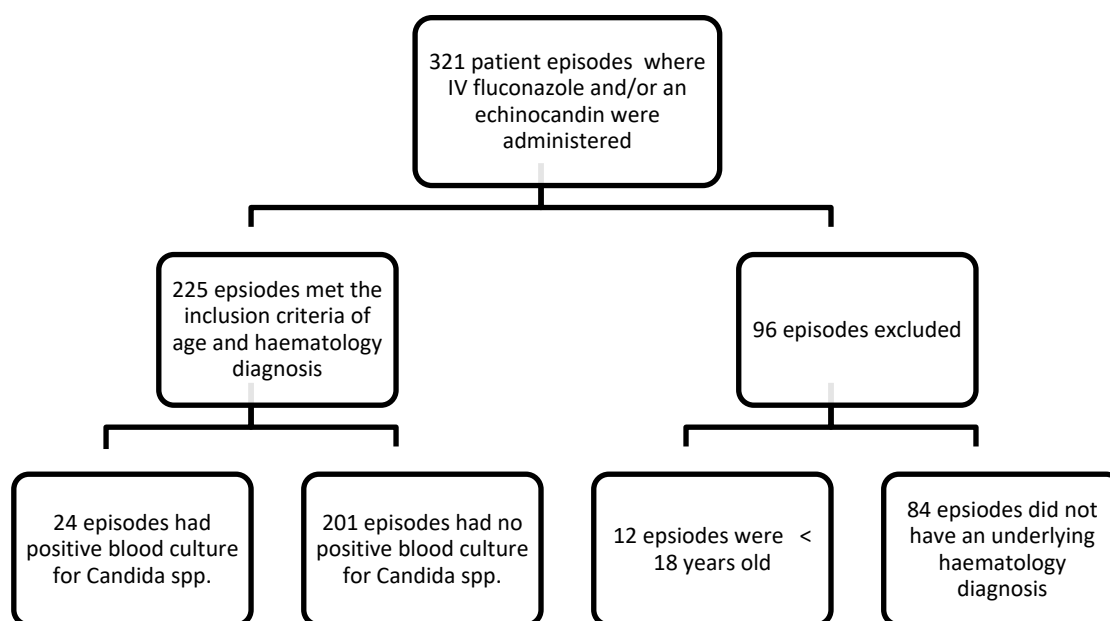 321 patient episodes where
IV fluconazole and/or an
echinocandin were
administered
225 epsiodes met the
inclusion criteria of
age and haematology
diagnosis
96 episodes excluded
24 episodes had
positive blood culture
for Candida spp.
201 episodes had no
positive blood culture
for Candida spp.
12 epsiodes were <
18 years old
84 epsiodes did not
have an underlying
haematology
diagnosis